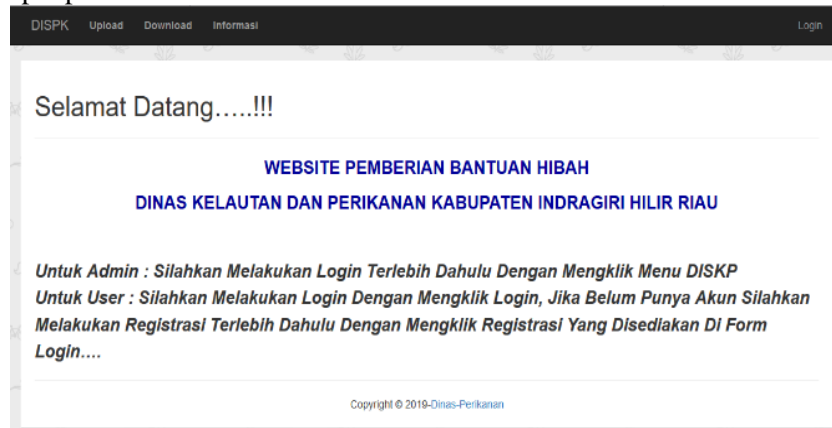 DISPK Upload Download Informasi Login
Selamat Datang…..!!!
WEBSITE PEMBERIAN BANTUAN HIBAH
DINAS KELAUTAN DAN PERIKANAN KABUPATEN INDRAGIRI HILIR RIAU
Untuk Admin : Silahkan Melakukan Login Terlebih Dahulu Dengan Mengklik Menu DISKP
Untuk User : Silahkan Melakukan Login Dengan Mengklik Login, Jika Belum Punya Akun Silahkan
Melakukan Registrasi Terlebih Dahulu Dengan Mengklik Registrasi Yang Disediakan Di Form
Login....
Copyright © 2019-Dinas-Perikanan